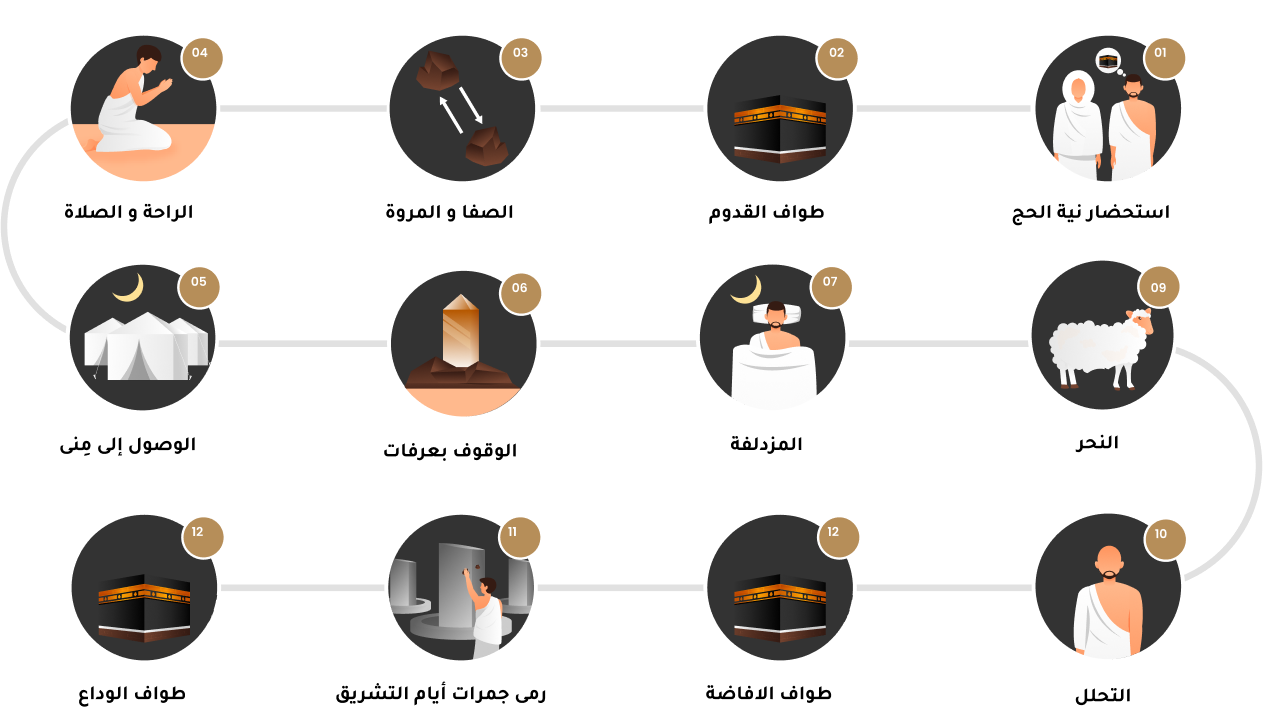 01
استحضار نية الحج
02
طواف القدوم
03
الصفا و المروة
04
الراحة و الصلاة
05
الوصول إلى مِنى
06
الوقوف بعرفات
07
المزدلفة
09
النحر
10
التحلل
12
طواف الافاضة
11
رمى جمرات أيام التشريق
12
طواف الوداع